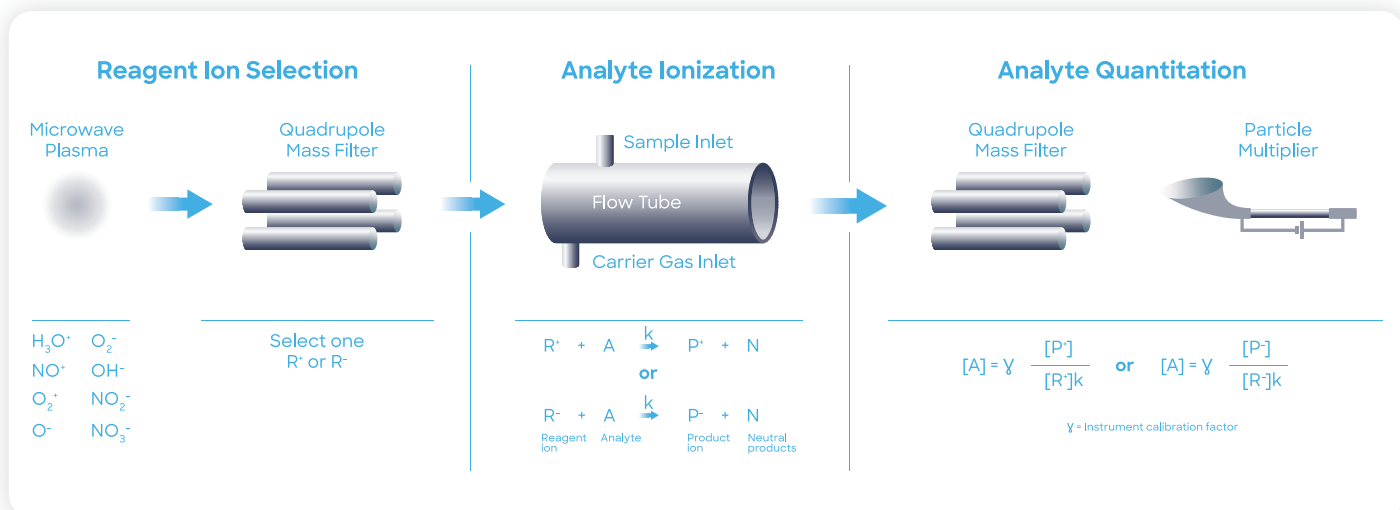 Reagent Ion Selection
Microwave
Plasma
Quadrupole
Mass Filter
H₃O⁺ O₂⁻
NO⁺ OH⁻
O₂⁺ NO₂⁻
O⁻ NO₃⁻
Select one
R⁺ or R⁻
Analyte Ionization
Sample Inlet
Flow Tube
Carrier Gas Inlet
k
R⁺ + A P⁺ + N
or
k
R⁻ + A P⁻ + N
Reagent ion Analyte Product ion Neutral products
Analyte Quantitation
Quadrupole
Mass Filter
Particle
Multiplier
[A] = Ɣ [P⁺] / [R⁺]k or [A] = Ɣ [P⁻] / [R⁻]k
Ɣ = Instrument calibration factor